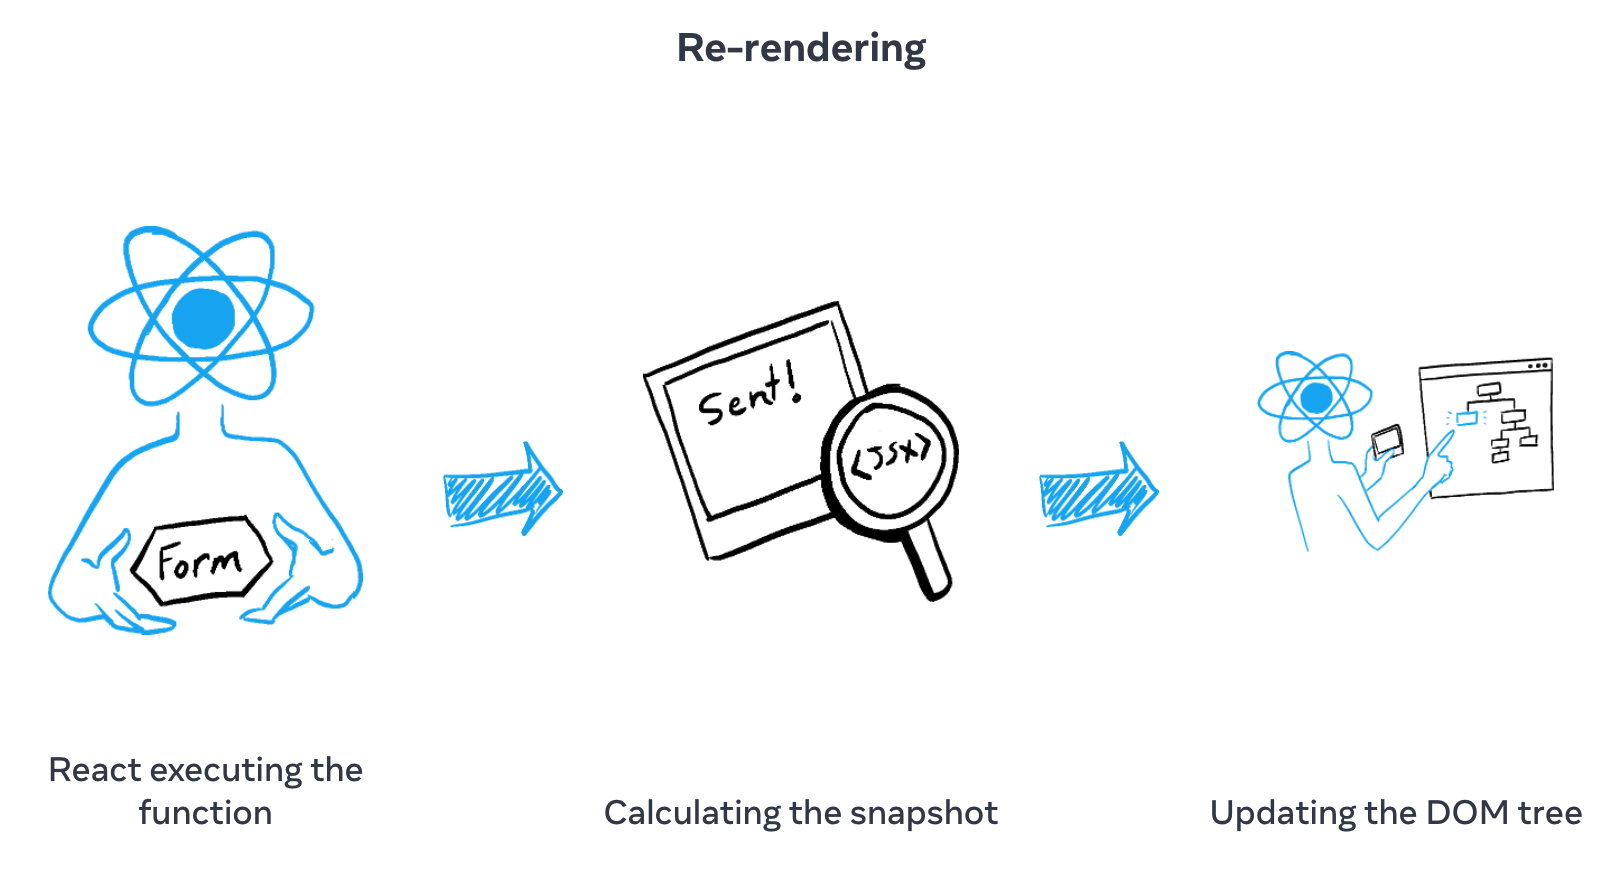 Re-rendering
Form
Sent!
<JSX>
React executing the
function
Calculating the snapshot
Updating the DOM tree